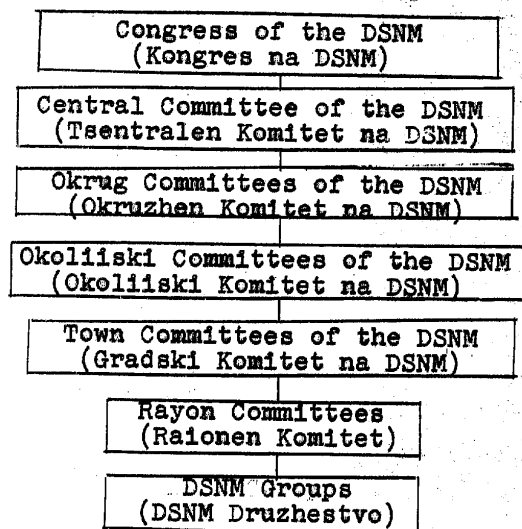 Congress of the DSNM
(Kongres na DSNM)
Central Committee of the DSNM
(Tsentralen Komitet na DSNM)
Okrug Committees of the DSNM
(Okruzhen Komitet na DSNM)
Okoliiski Committees of the DSNM
(Okoliiski Komitet na DSNM)
Town Committees of the DSNM
(Gradski Komitet na DSNM)
Rayon Committees
(Raionen Komitet)
DSNM Groups
(DSNM Druzhestvo)